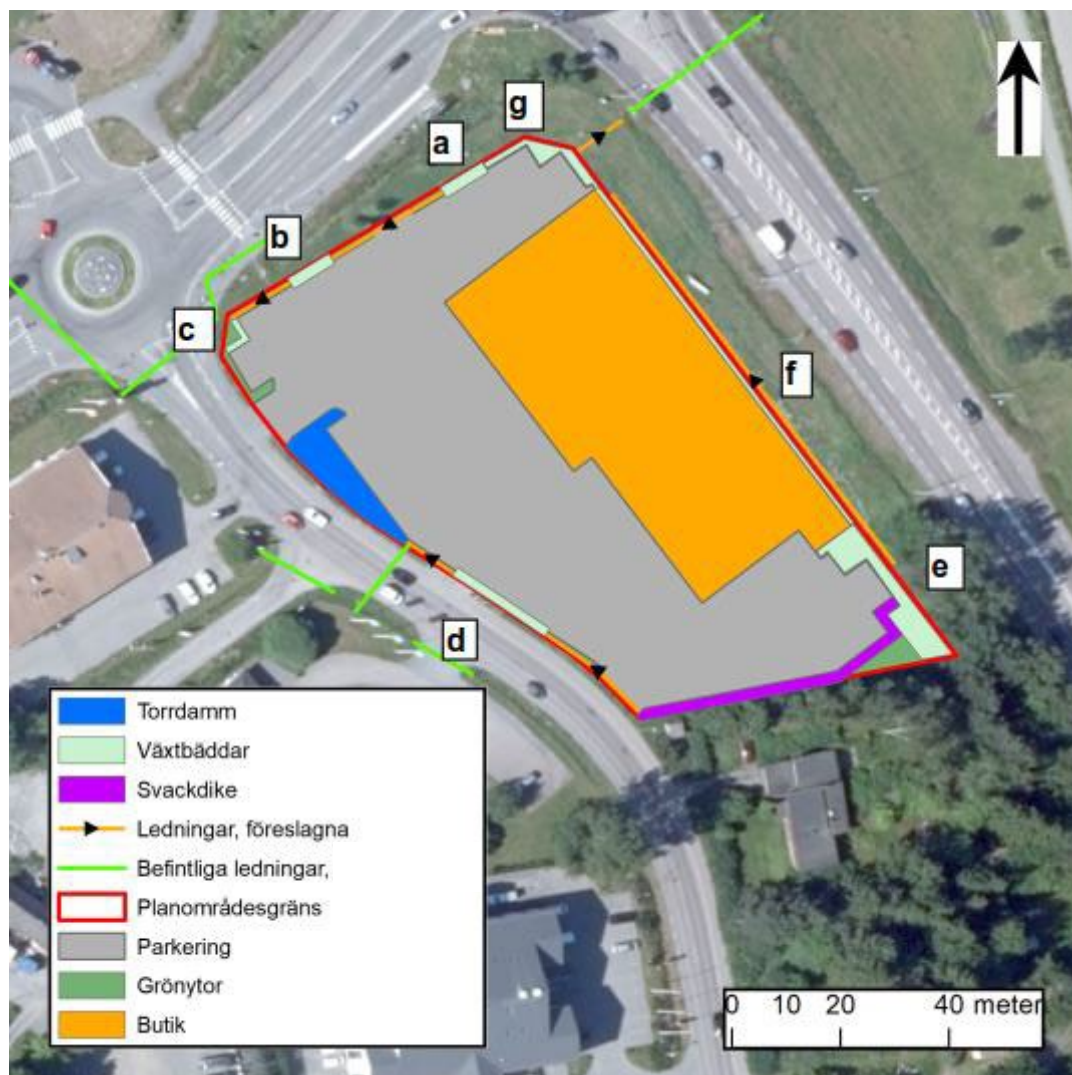 g
a
b
c
f
e
d
Torrdamm
Växtbäddar
Svackdike
Ledningar, föreslagna
Befintliga ledningar,
Planområdesgräns
Parkering
Grönytor
Butik
0 10 20 40 meter